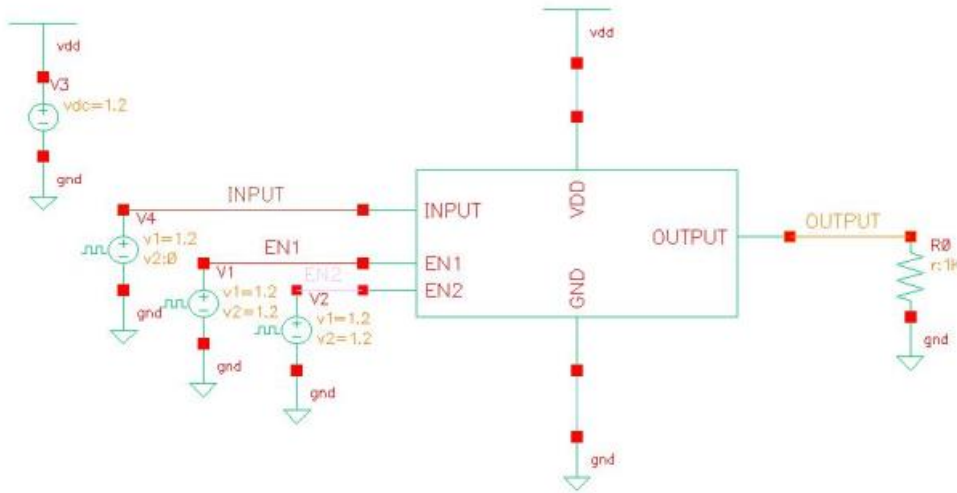 vdd
V3
vdc=1.2
gnd
vdd
INPUT
V4
v1=1.2
v2:0
gnd
EN1
V1
v1=1.2
v2=1.2
gnd
EN2
V2
v1=1.2
v2=1.2
gnd
INPUT
EN1
EN2
VDD
GND
OUTPUT
gnd
OUTPUT
R0
r:1K
gnd